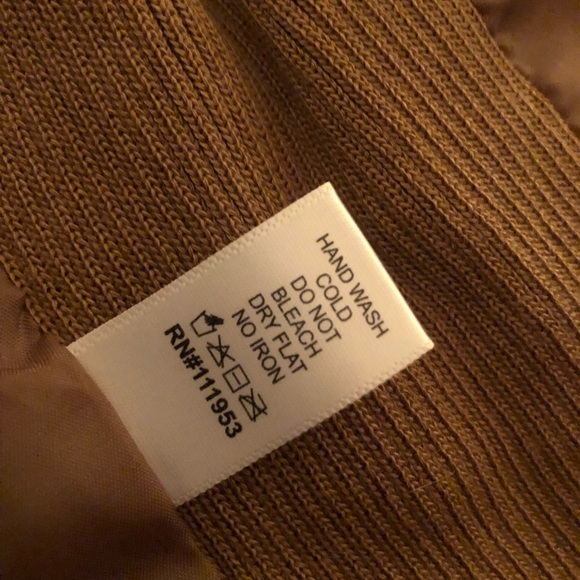 HAND WASH
COLD
DO NOT
BLEACH
DRY FLAT
NO IRON
RN#111953